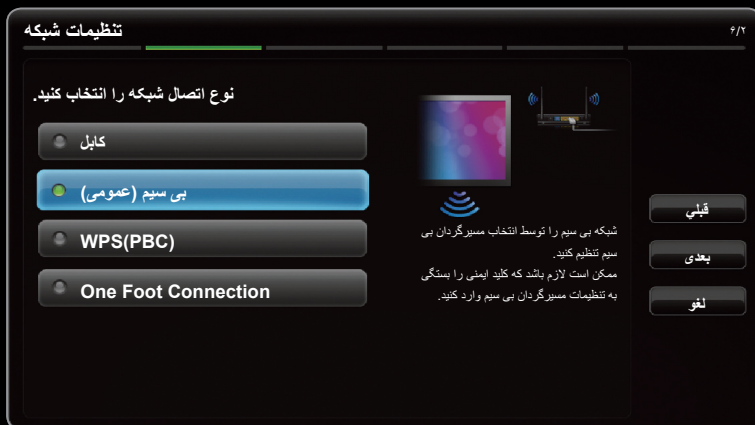 تنظیمات شبکه
۶/۲
نوع اتصال شبکه را انتخاب کنید.
کابل
بی سیم (عمومی)
WPS(PBC)
One Foot Connection
شبکه بی سیم را توسط انتخاب مسیرگردان بی
سیم تنظیم کنید.
ممکن است لازم باشد که کلید ایمنی را بستگی
به تنظیمات مسیرگردان بی سیم وارد کنید.
قبلي
بعدی
لغو